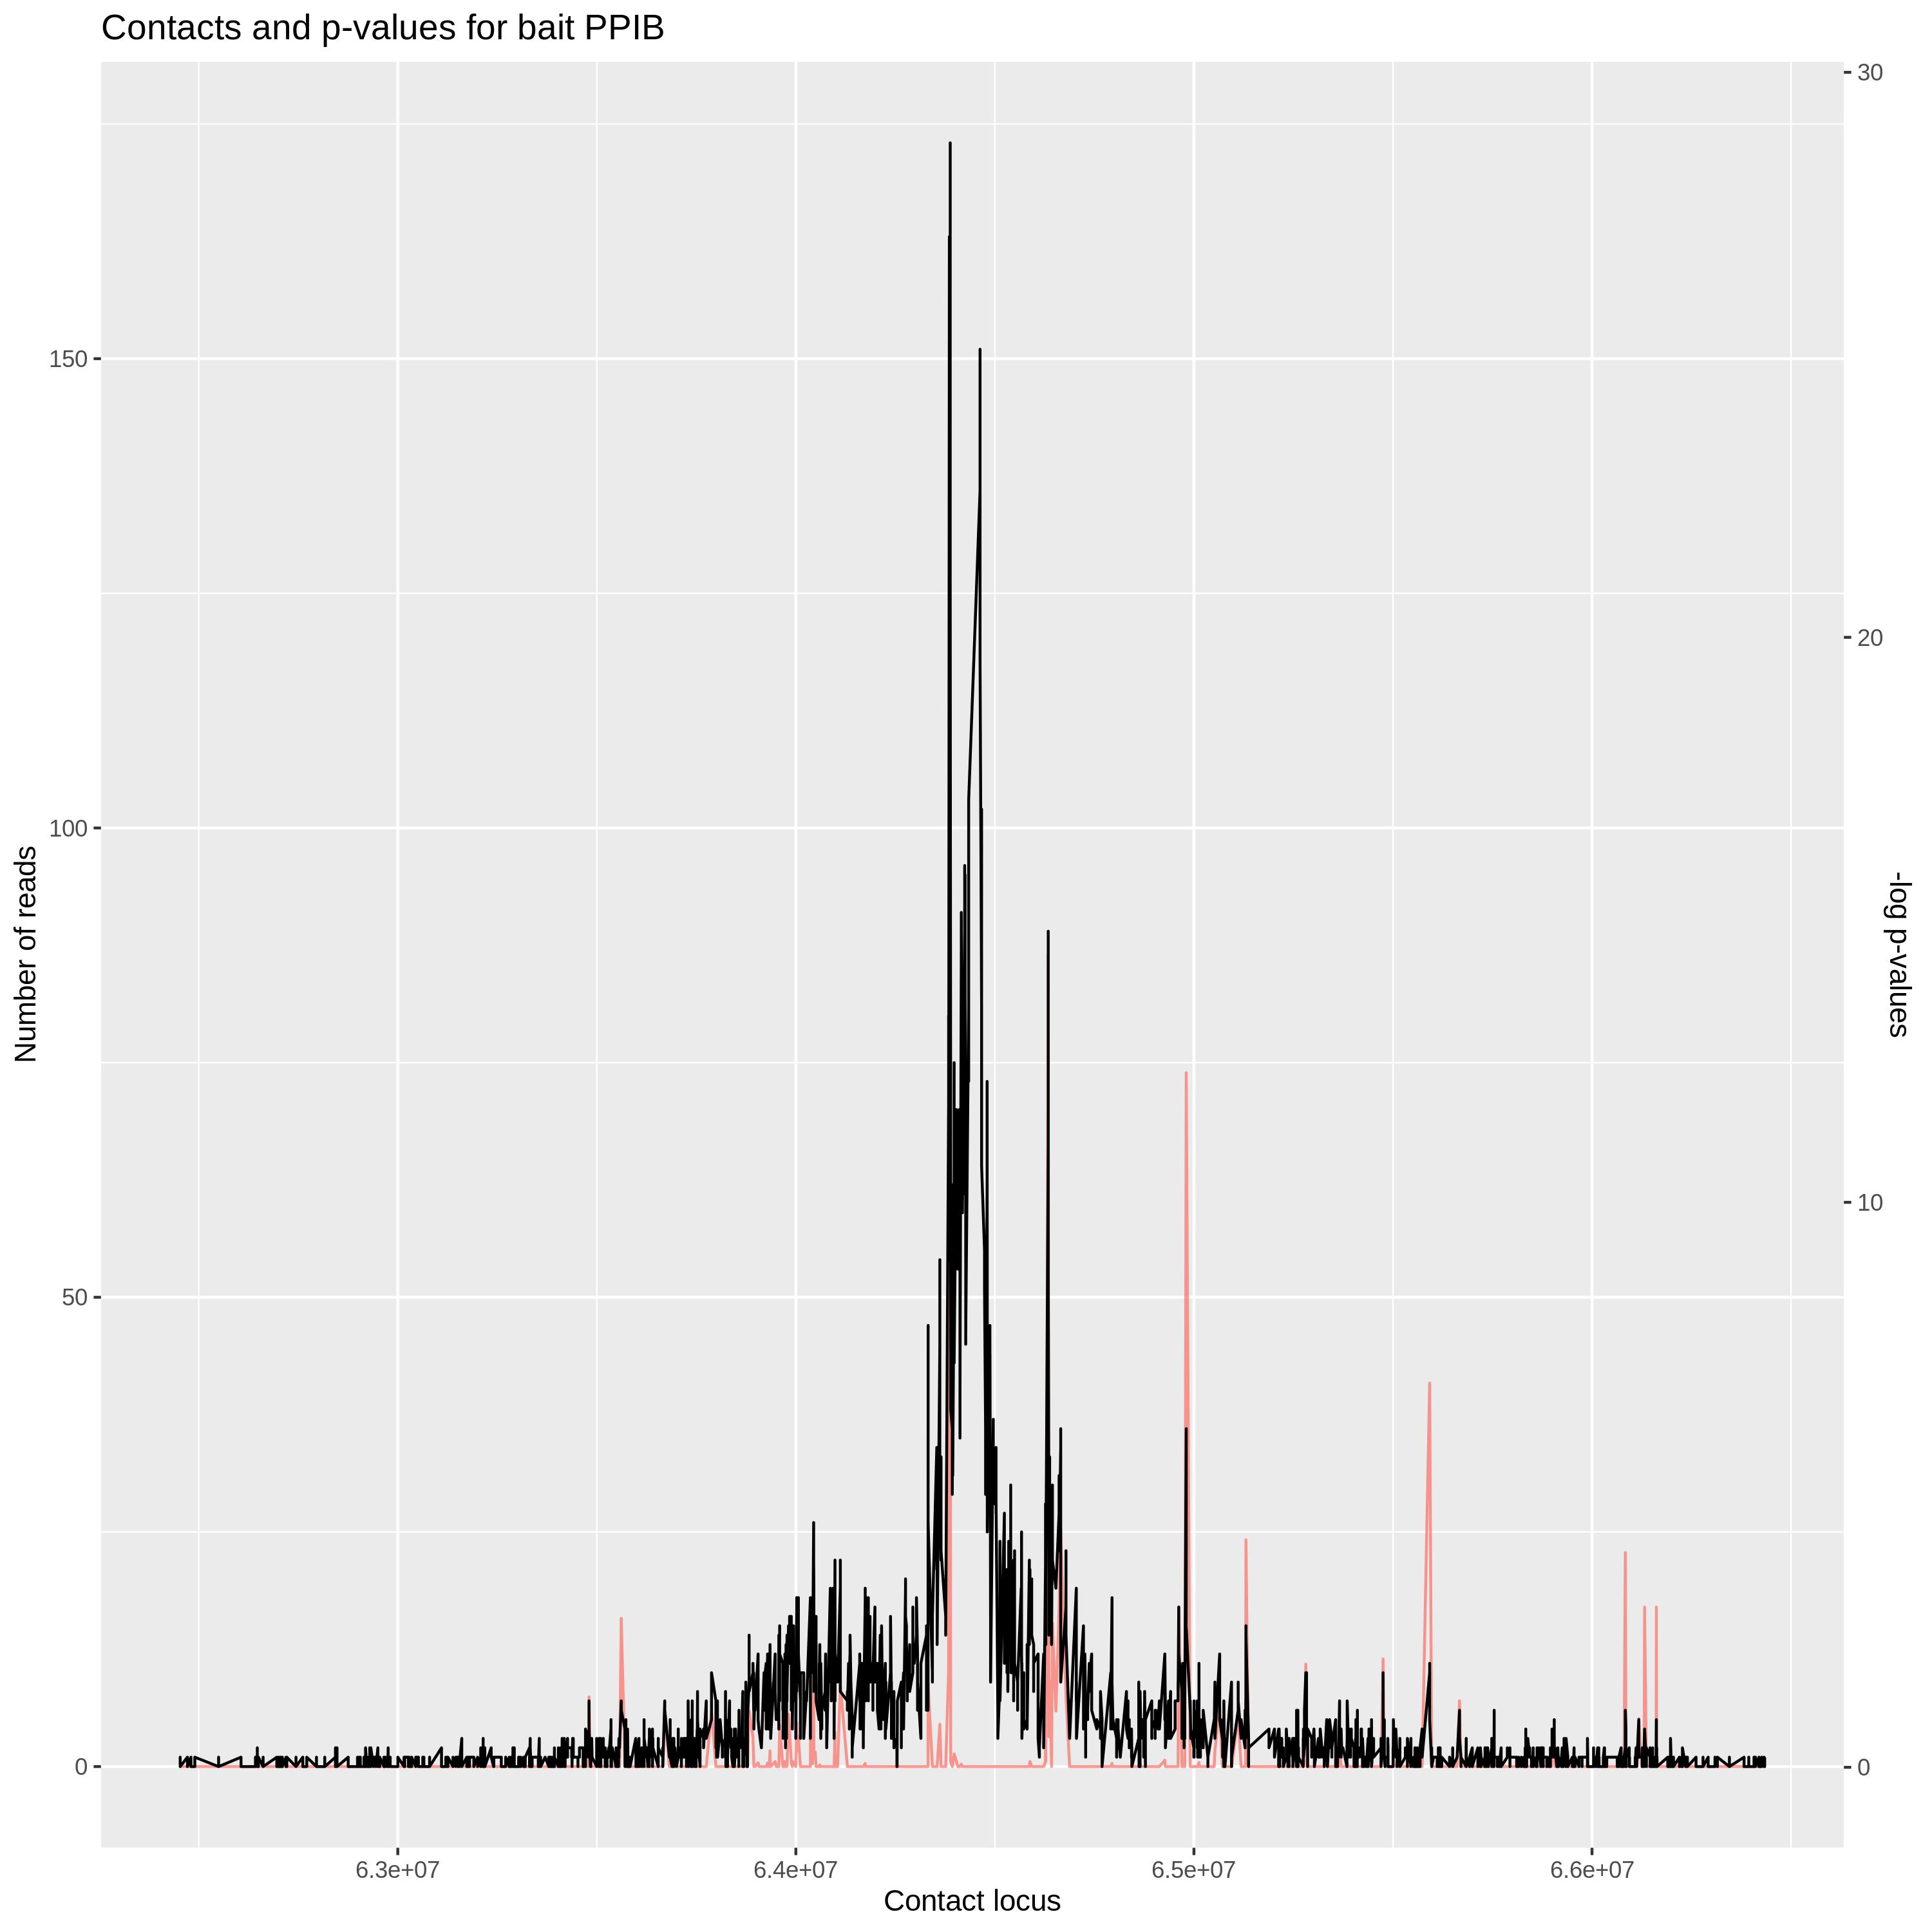 Contacts and p-values for bait PPIB
30
150
20
100
Number of reads
-log p-values
10
50
0
0
6.3e+07
6.4e+07
6.5e+07
6.6e+07
Contact locus